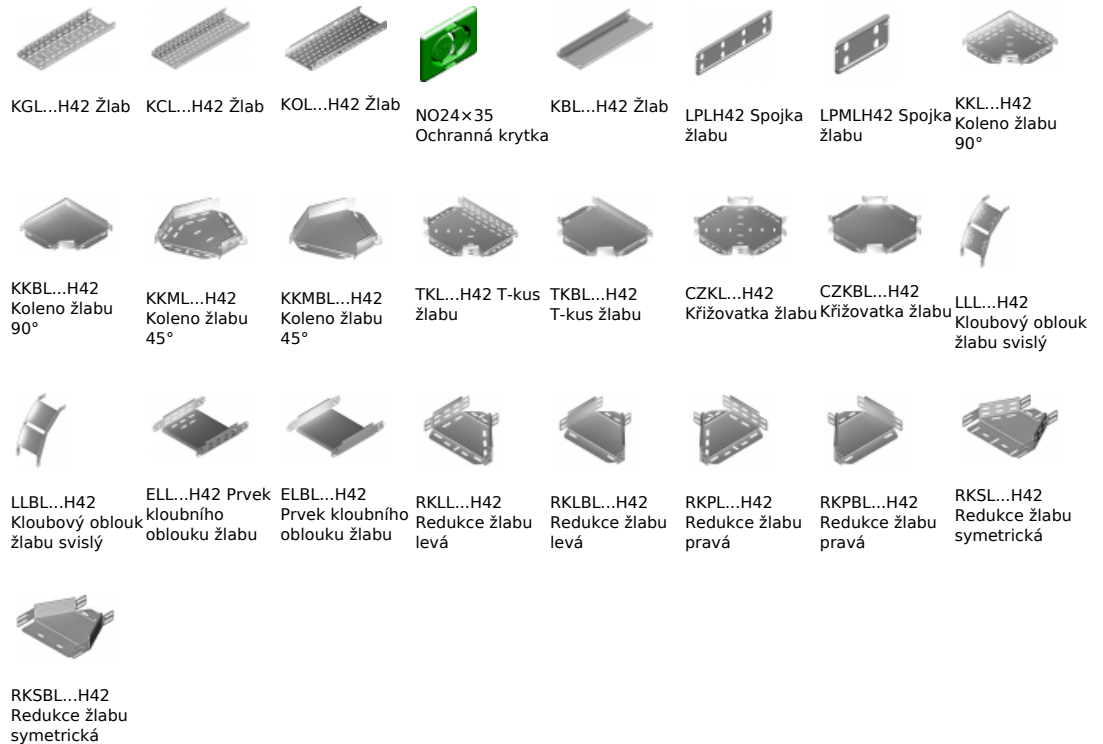 KGL...H42 Žlab
KCL...H42 Žlab
KOL...H42 Žlab
NO24×35
Ochranná krytka
KBL...H42 Žlab
LPLH42 Spojka
žlabu
LPMLH42 Spojka
žlabu
KKL...H42
Koleno žlabu
90°
KKBL...H42
Koleno žlabu
90°
KKML...H42
Koleno žlabu
45°
KKMBL...H42
Koleno žlabu
45°
TKL...H42 T-kus
žlabu
TKBL...H42
T-kus žlabu
CZKL...H42
Křižovatka žlabu
CZKBL...H42
Křižovatka žlabu
LLL...H42
Kloubový oblouk
žlabu svislý
LLBL...H42
Kloubový oblouk
žlabu svislý
ELL...H42 Prvek
kloubního
oblouku žlabu
ELBL...H42
Prvek kloubního
oblouku žlabu
RKLL...H42
Redukce žlabu
levá
RKLBL...H42
Redukce žlabu
levá
RKPL...H42
Redukce žlabu
pravá
RKPBL...H42
Redukce žlabu
pravá
RKSL...H42
Redukce žlabu
symetrická
RKSBL...H42
Redukce žlabu
symetrická